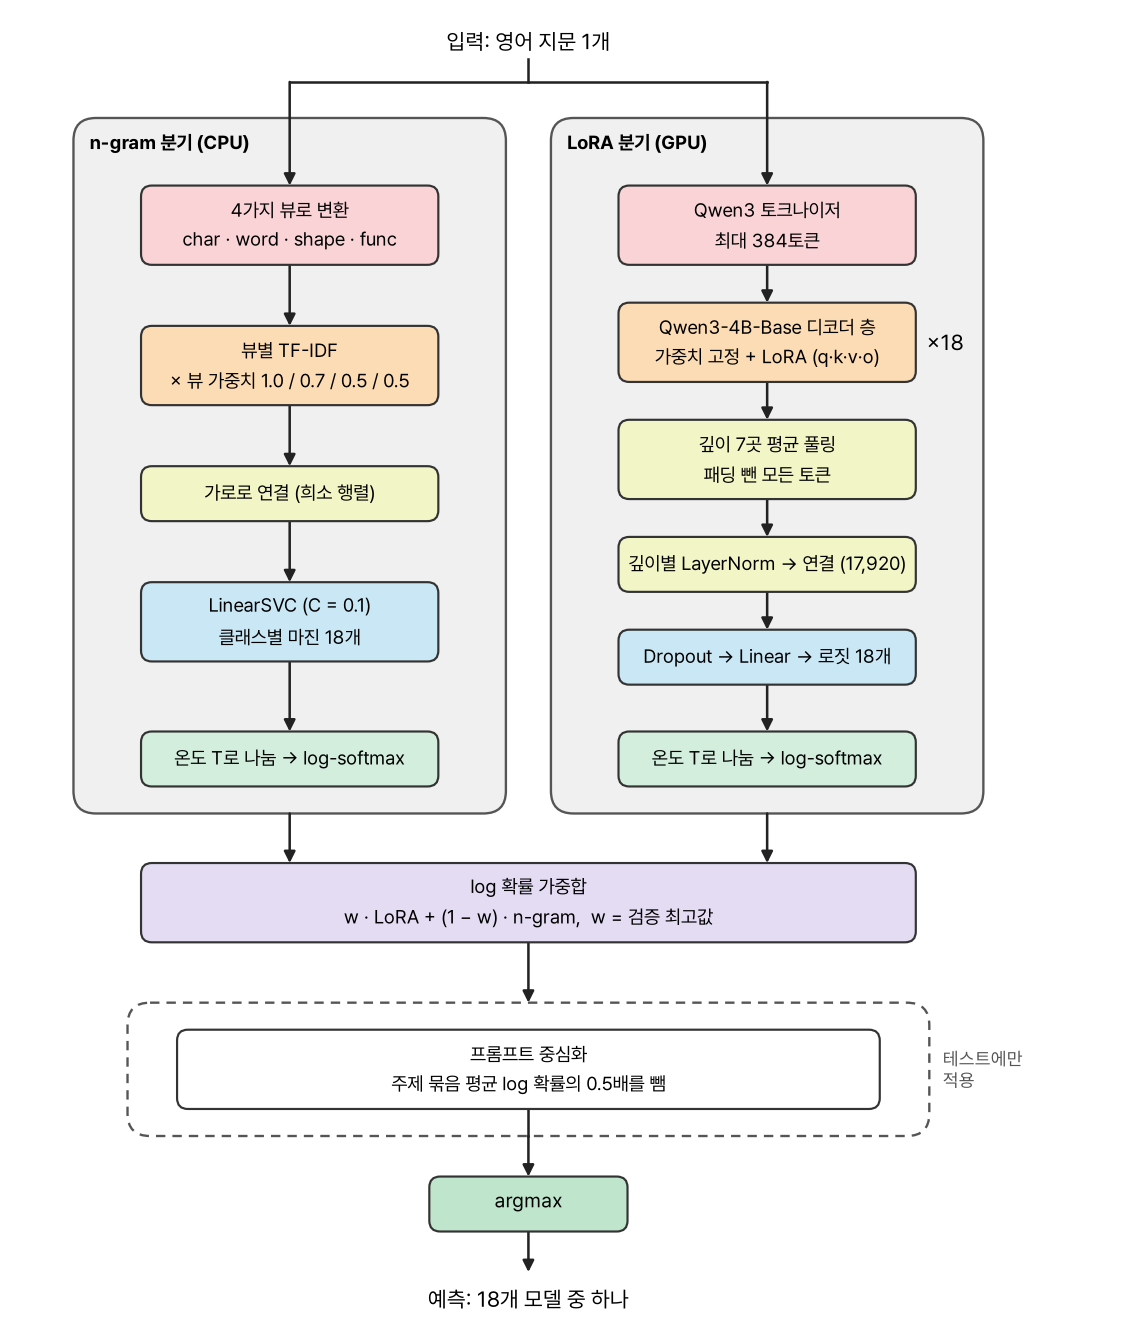 입력: 영어 지문 1개
n-gram 분기 (CPU)
4가지 뷰로 변환
char · word · shape · func
뷰별 TF-IDF
× 뷰 가중치 1.0 / 0.7 / 0.5 / 0.5
가로로 연결 (희소 행렬)
LinearSVC (C = 0.1)
클래스별 마진 18개
온도 T로 나눔 → log-softmax
LoRA 분기 (GPU)
Qwen3 토크나이저
최대 384토큰
Qwen3-4B-Base 디코더 층
가중치 고정 + LoRA (q·k·v·o)
×18
깊이 7곳 평균 풀링
패딩 뺀 모든 토큰
깊이별 LayerNorm → 연결 (17,920)
Dropout → Linear → 로짓 18개
온도 T로 나눔 → log-softmax
log 확률 가중합
w · LoRA + (1 − w) · n-gram, w = 검증 최고값
프롬프트 중심화
주제 묶음 평균 log 확률의 0.5배를 뺌
테스트에만
적용
argmax
예측: 18개 모델 중 하나